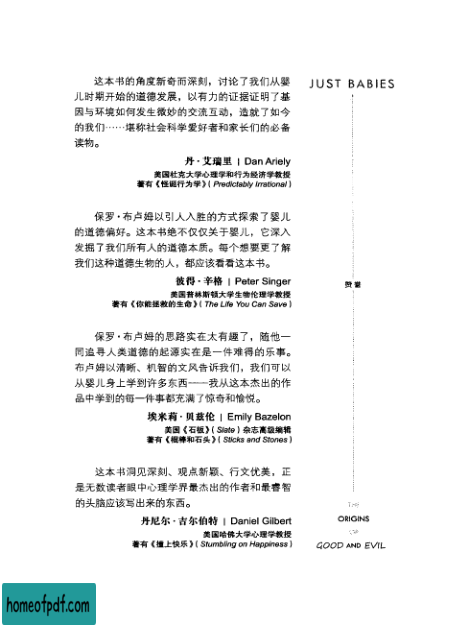 这本书的角度新奇而深刻，讨论了我们从婴
儿时期开始的道德发展，以有力的证据证明了基
因与环境如何发生微妙的交流互动，造就了如今
的我们……堪称社会科学爱好者和家长们的必备
读物。
丹·艾瑞里 | Dan Ariely
美国杜克大学心理学和行为经济学教授
著有《怪诞行为学》( Predictably Irrational )
保罗·布卢姆以引人入胜的方式探索了婴儿
的道德偏好。这本书绝不仅仅关于婴儿，它深入
发掘了我们所有人的道德本质。每个想要更了解
我们这种道德生物的人，都应该看看这本书。
彼得·辛格 | Peter Singer
美国普林斯顿大学生物伦理学教授
著有《你能拯救的生命》( The Life You Can Save )
保罗·布卢姆的思路实在太有趣了，随他一
同追寻人类道德的起源实在是一件难得的乐事。
布卢姆以清晰、机智的文风告诉我们，我们可以
从婴儿身上学到许多东西——我从这本杰出的作
品中学到的每一件事都充满了惊奇和愉悦。
埃米莉·贝兹伦 | Emily Bazelon
美国《石板》( Slate ) 杂志高级编辑
著有《棍棒和石头》( Sticks and Stones )
这本书洞见深刻、观点新颖、行文优美，正
是无数读者眼中心理学界最杰出的作者和最睿智
的头脑应该写出来的东西。
丹尼尔·吉尔伯特 | Daniel Gilbert
美国哈佛大学心理学教授
著有《撞上快乐》( Stumbling on Happiness )
JUST BABIES
赞誉
THE
ORIGINS
OF
GOOD AND EVIL
homeofpdf.com